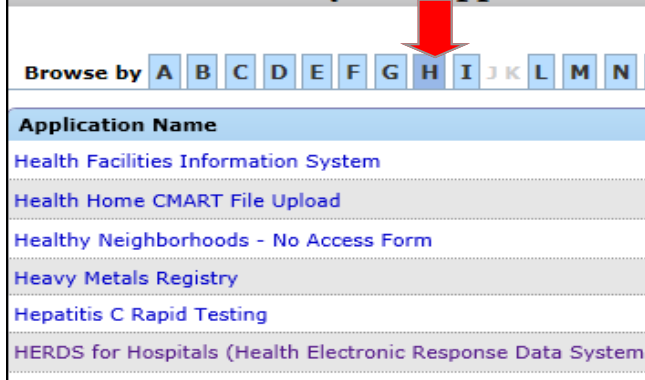 Browse by A B C D E F G H I J K L M N
Application Name
Health Facilities Information System
Health Home CMART File Upload
Healthy Neighborhoods - No Access Form
Heavy Metals Registry
Hepatitis C Rapid Testing
HERDS for Hospitals (Health Electronic Response Data System